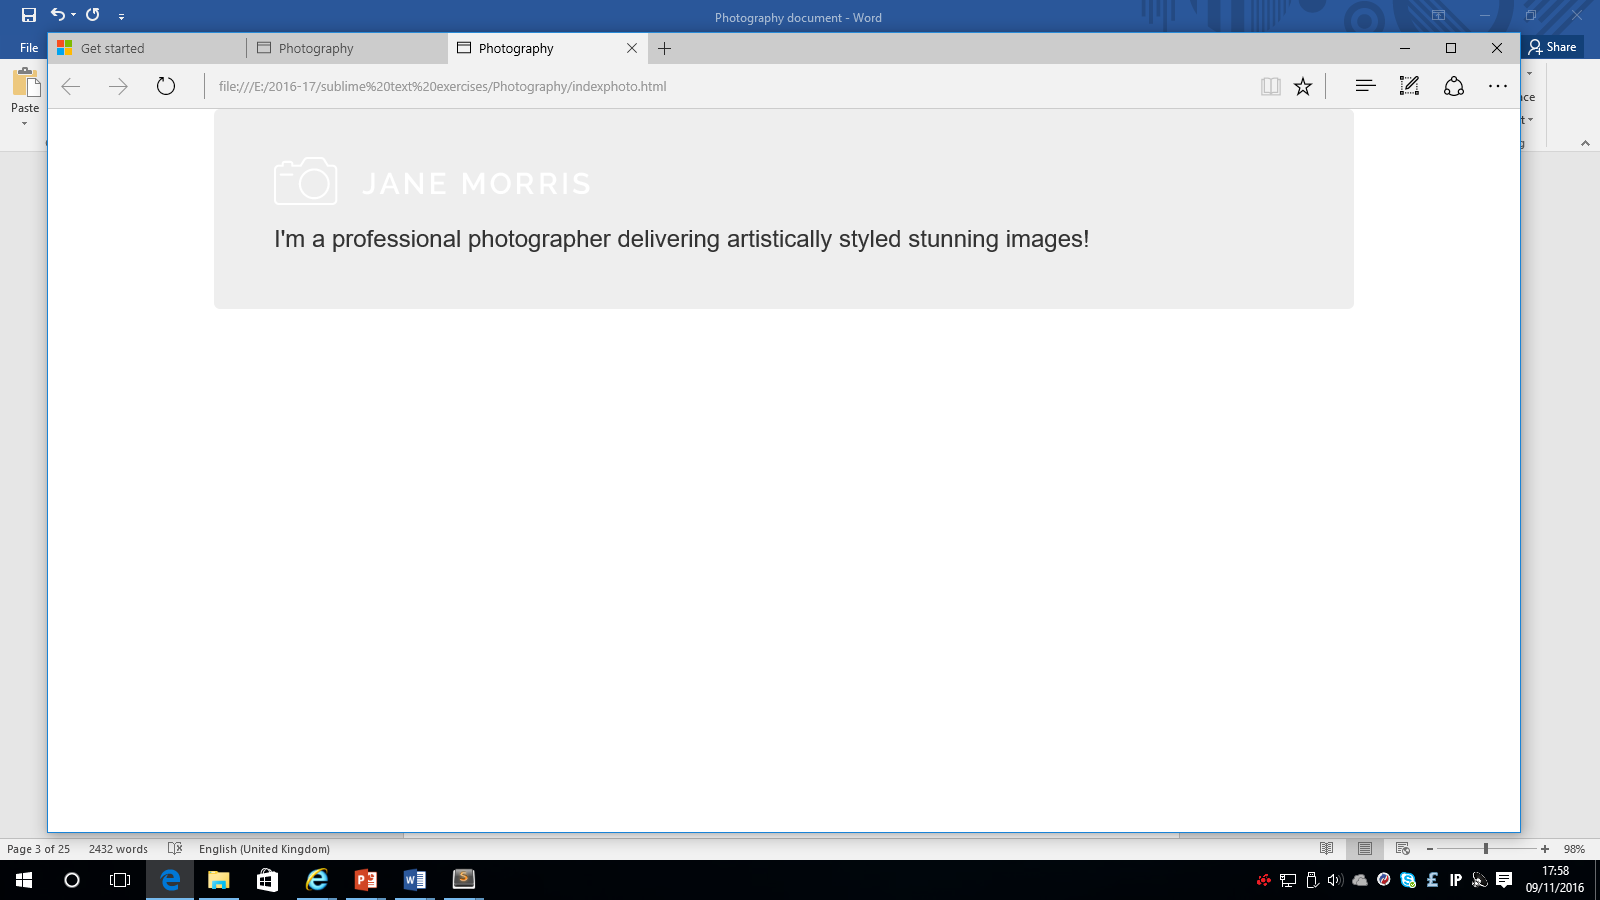 Photography document - Word
File
Share
Get started
Photography
Photography
file:///E:/2016-17/sublime%20text%20exercises/Photography/indexphoto.html
Paste
JANE MORRIS
I'm a professional photographer delivering artistically styled stunning images!
Page 3 of 25
2432 words
English (United Kingdom)
98%
IP
17:58
09/11/2016